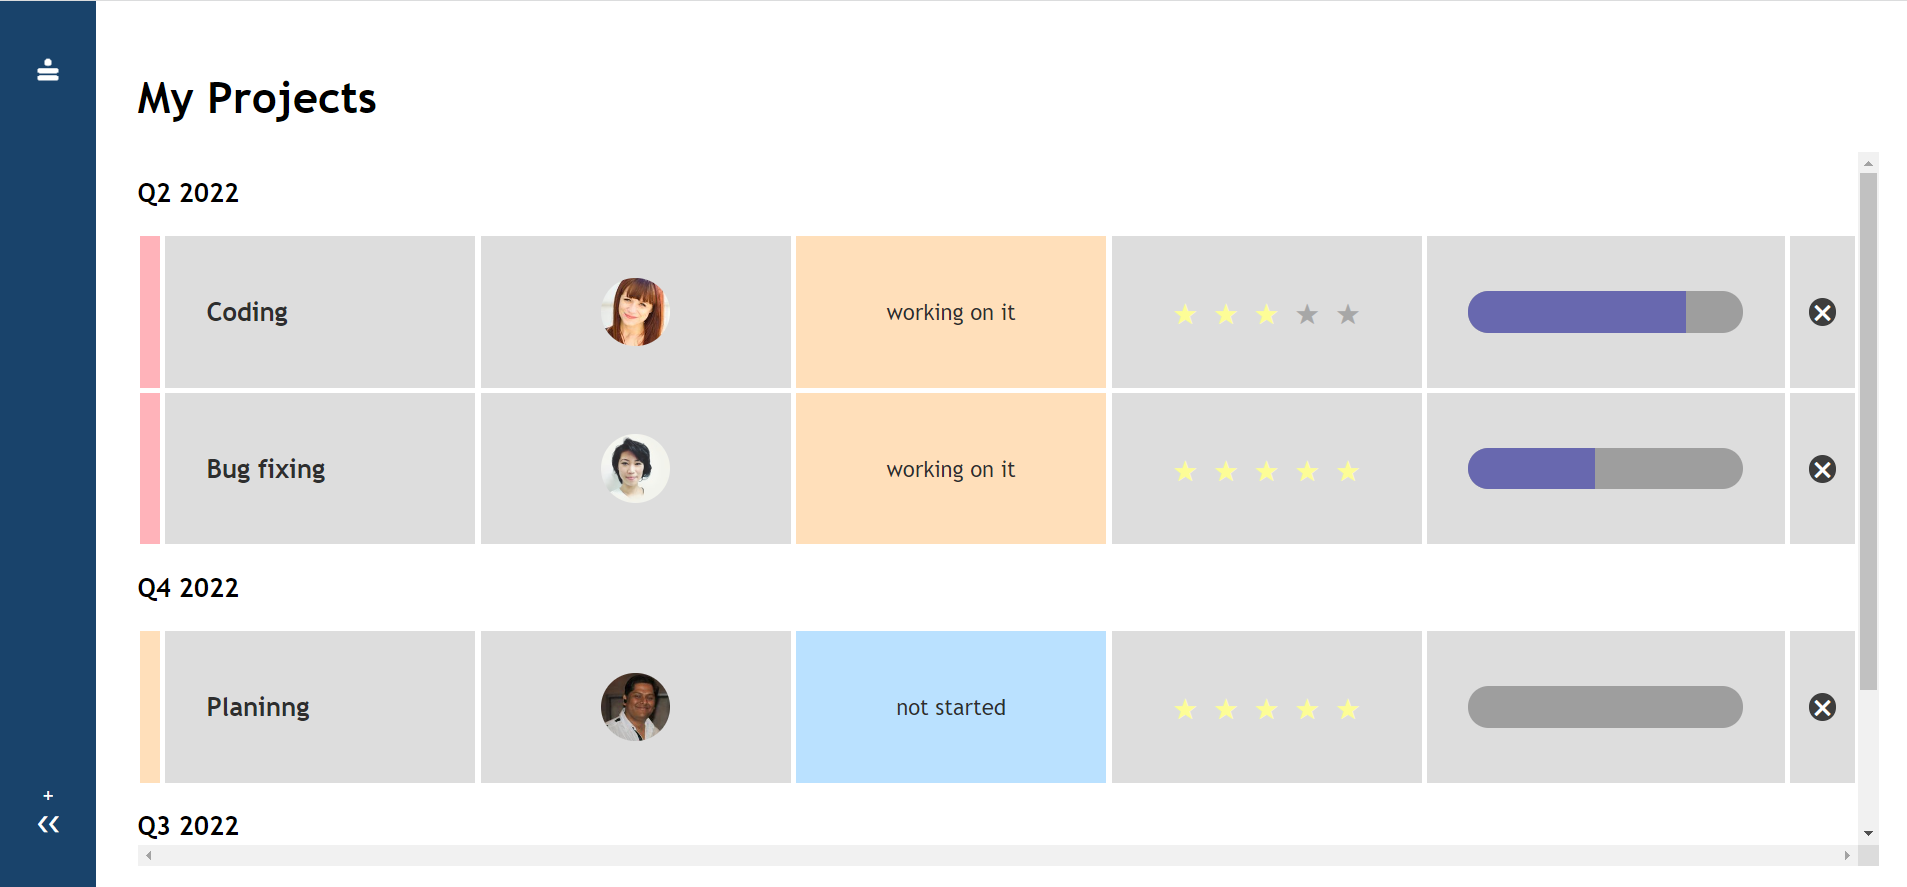 My Projects
Q2 2022
Coding
working on it
Bug fixing
working on it
Q4 2022
Planinng
not started
+
Q3 2022